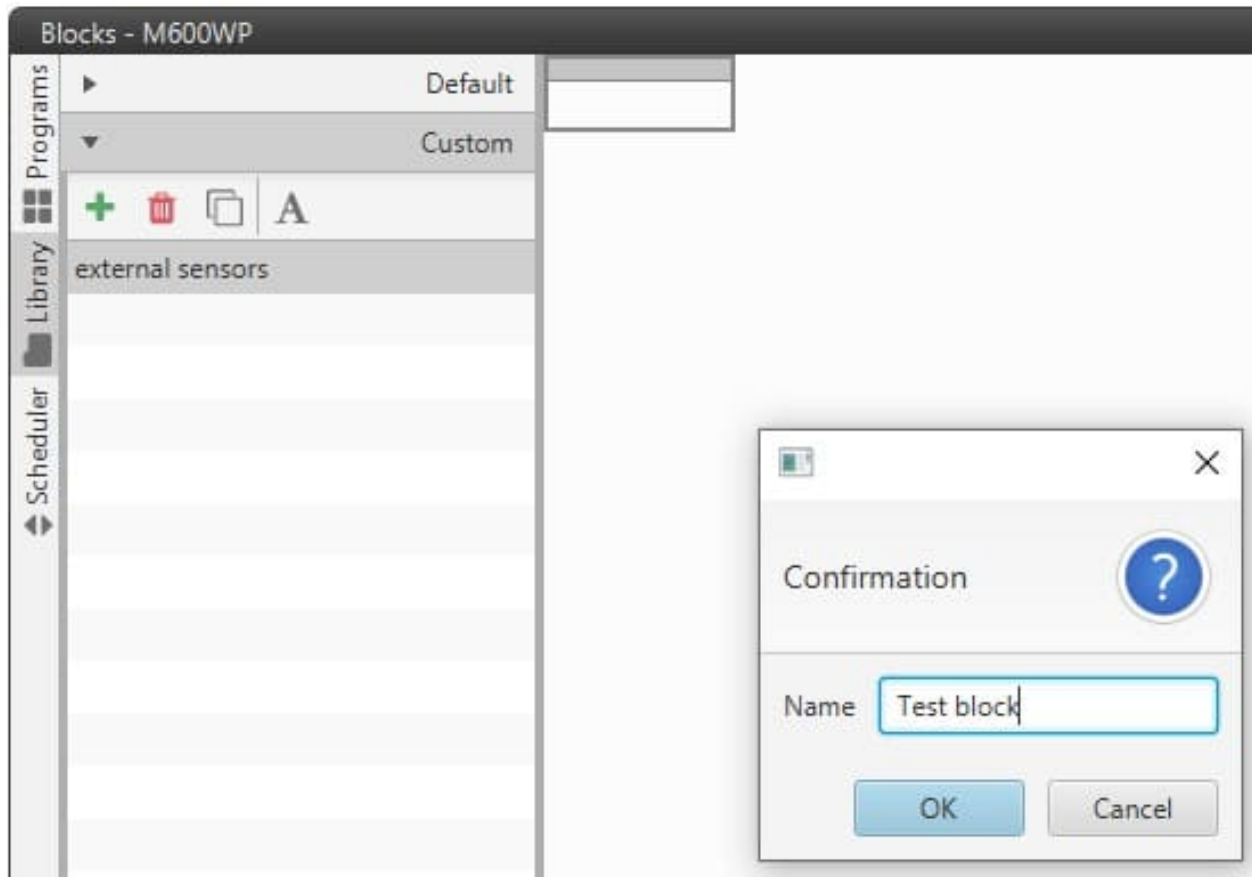 Blocks - M600WP
Programs
Library
Scheduler
Default
Custom
A
external sensors
Confirmation
?
Name Test block
OK Cancel